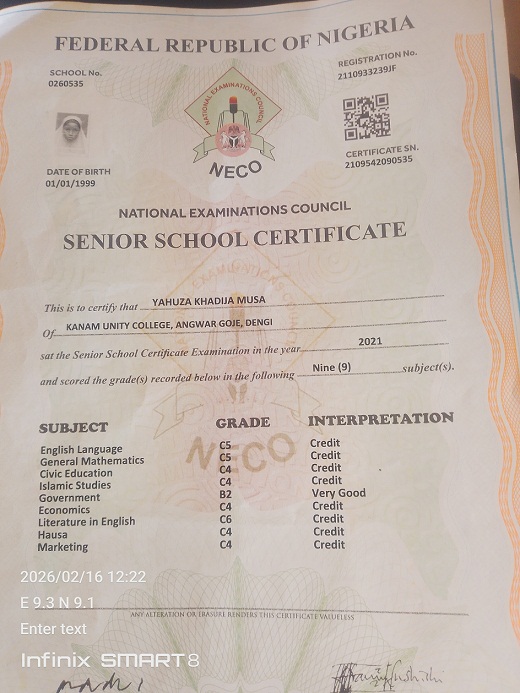 FEDERAL REPUBLIC OF NIGERIA
SCHOOL No.
0260535
REGISTRATION No.
2110933239JF
NATIONAL EXAMINATIONS COUNCIL
NECO
CERTIFICATE SN.
2109542090535
DATE OF BIRTH
01/01/1999
NATIONAL EXAMINATIONS COUNCIL
SENIOR SCHOOL CERTIFICATE
This is to certify that YAHUZA KHADIJA MUSA
Of KANAM UNITY COLLEGE, ANGWAR GOJE, DENGI
sat the Senior School Certificate Examination in the year 2021
and scored the grade(s) recorded below in the following Nine (9) subject(s).
SUBJECT GRADE INTERPRETATION
English Language C5 Credit
General Mathematics C5 Credit
Civic Education C4 Credit
Islamic Studies C4 Credit
Government B2 Very Good
Economics C4 Credit
Literature in English C6 Credit
Hausa C4 Credit
Marketing C4 Credit
NECO
2026/02/16 12:22
E 9.3 N 9.1
ANY ALTERATION OR ERASURE RENDERS THIS CERTIFICATE VALUELESS
Enter text
Infinix SMART 8